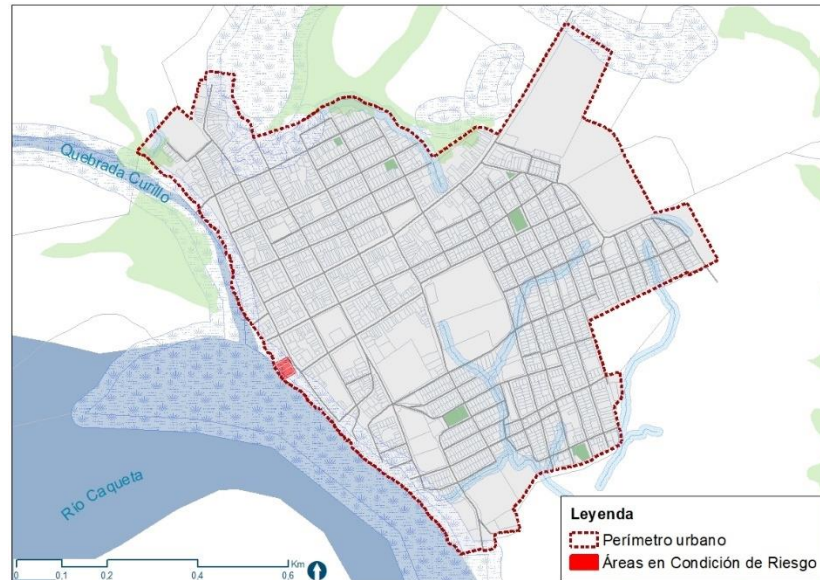 Quebrada Curillo
Río Caqueta
Leyenda
Perímetro urbano
Áreas en Condición de Riesgo
0 0,1 0,2 0,4 0,6
Km